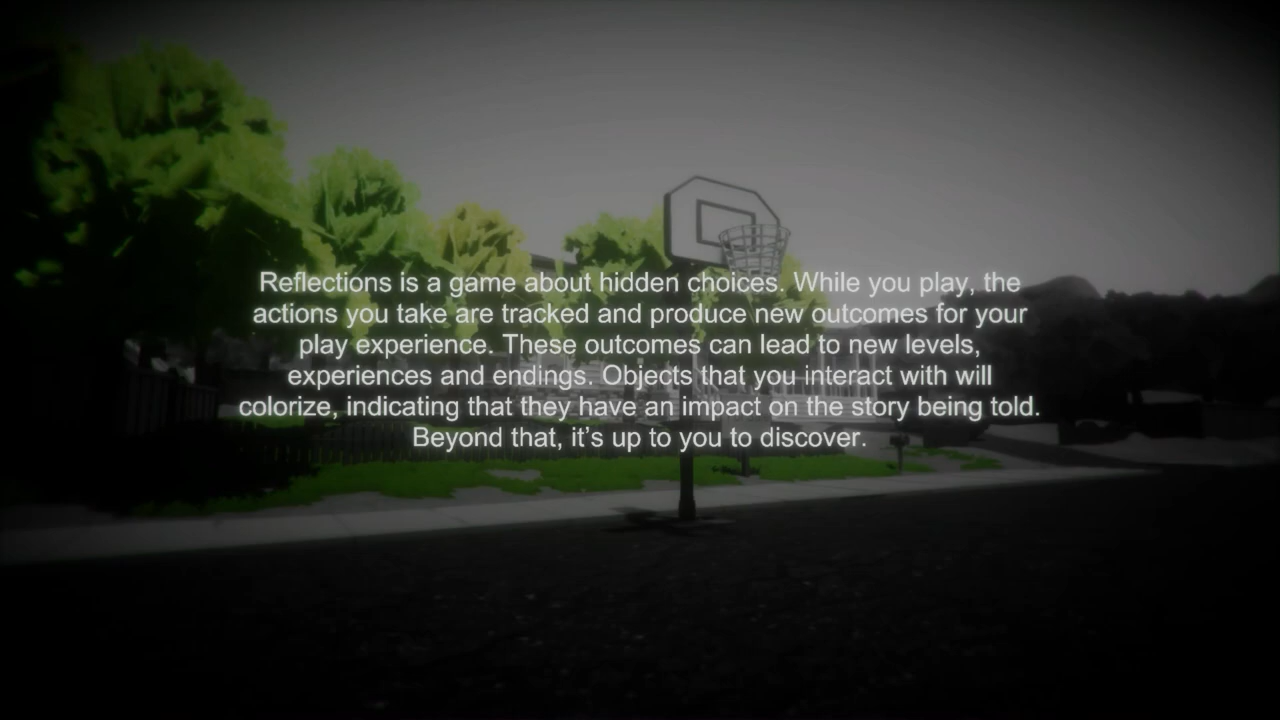 Reflections is a game about hidden choices. While you play, the
actions you take are tracked and produce new outcomes for your
play experience. These outcomes can lead to new levels,
experiences and endings. Objects that you interact with will
colorize, indicating that they have an impact on the story being told.
Beyond that, it’s up to you to discover.